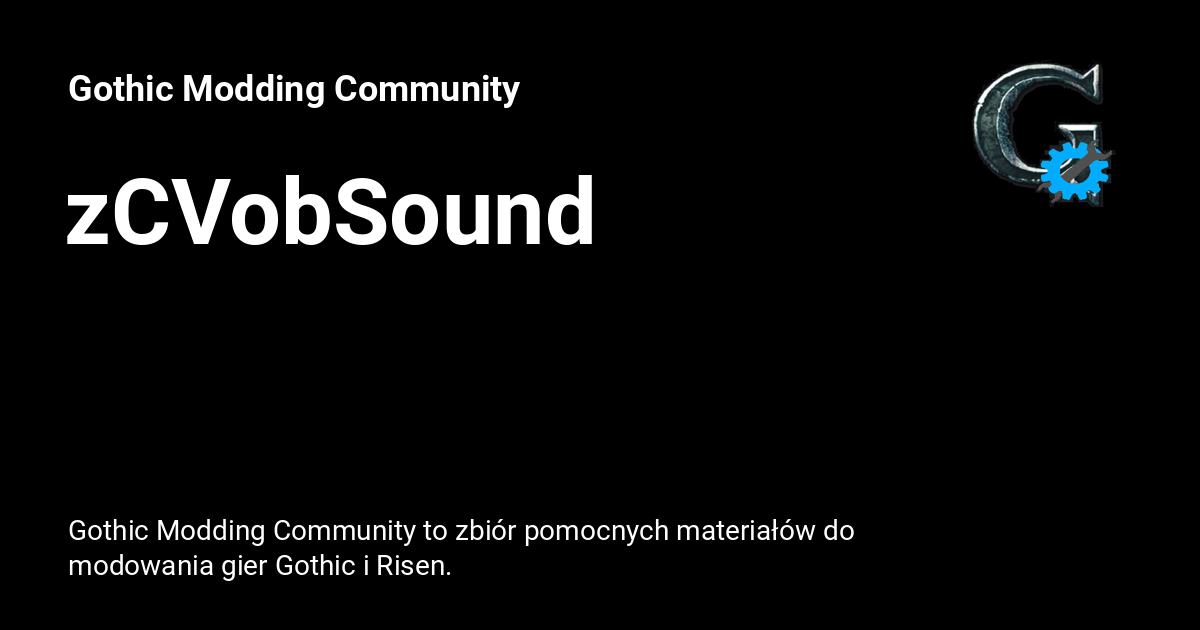 Gothic Modding Community
zCVobSound
Gothic Modding Community to zbiór pomocnych materiałów do
modowania gier Gothic i Risen.